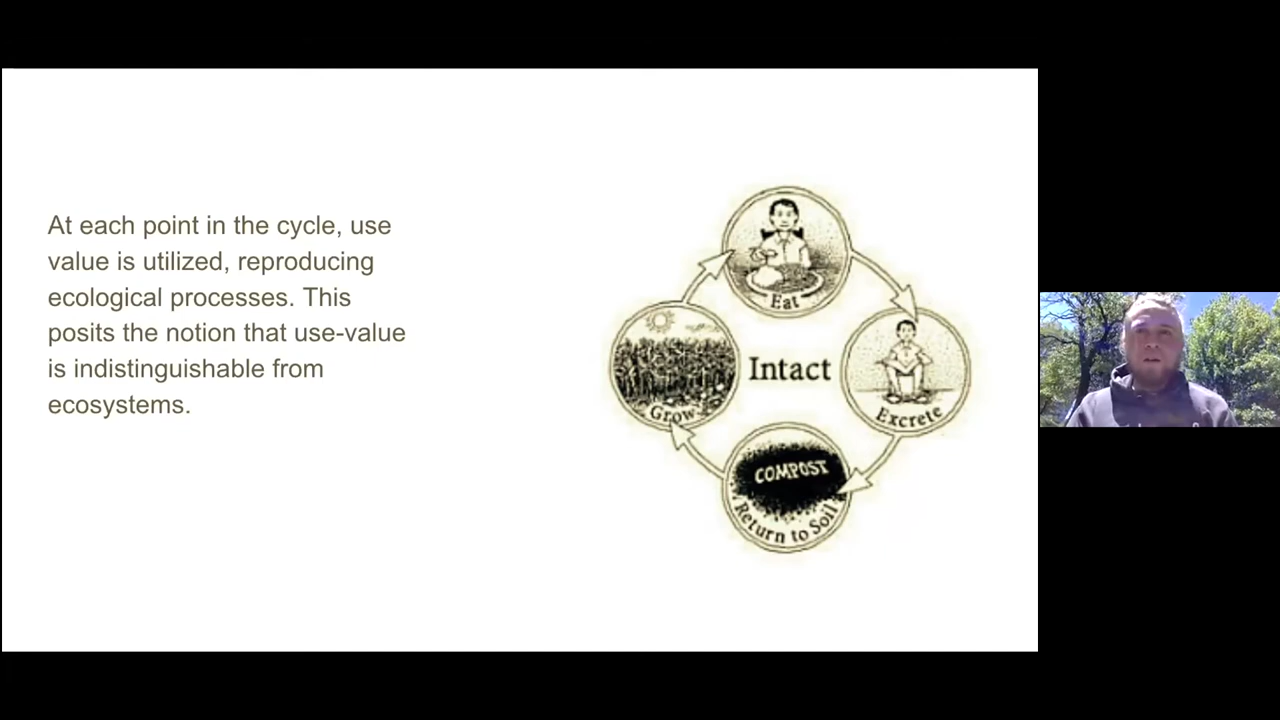 At each point in the cycle, use
value is utilized, reproducing
ecological processes. This
posits the notion that use-value
is indistinguishable from
ecosystems.
Eat
Intact
Grow
Excrete
COMPOST
Return to Soil